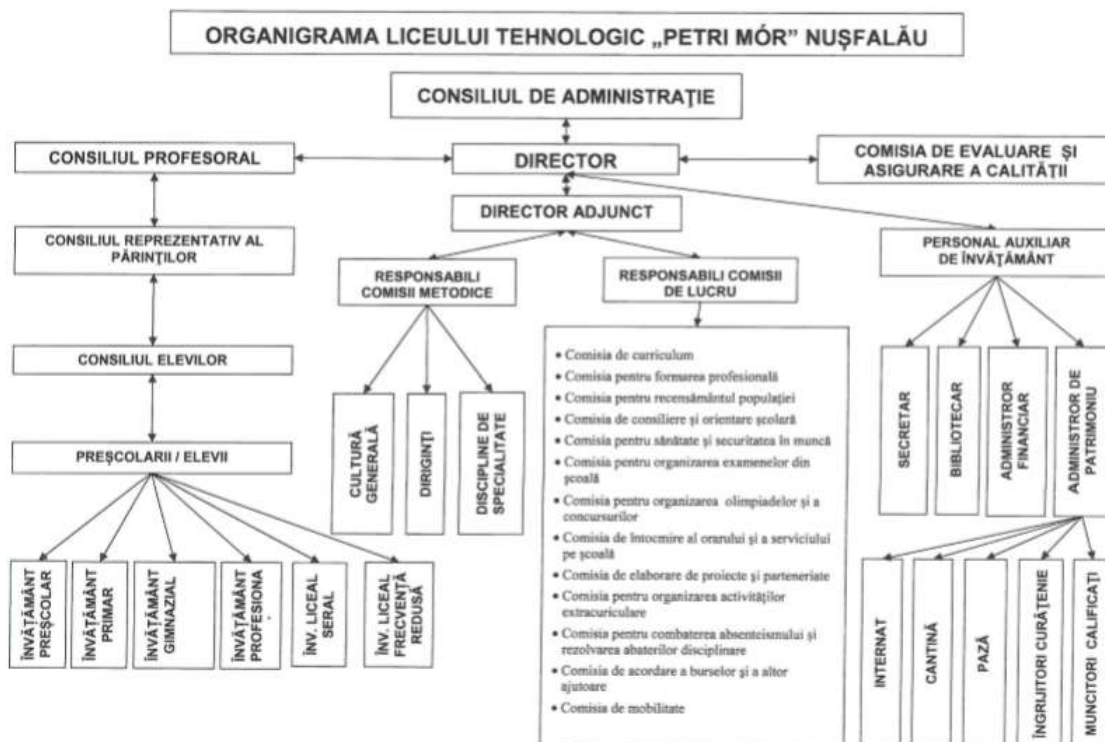 ORGANIGRAMA LICEULUI TEHNOLOGIC „PETRI MÓR” NUŞFALĂU
CONSILIUL DE ADMINISTRAŢIE
CONSILIUL PROFESORAL
DIRECTOR
COMISIA DE EVALUARE ŞI
ASIGURARE A CALITĂŢII
DIRECTOR ADJUNCT
CONSILIUL REPREZENTATIV AL
PĂRINŢILOR
PERSONAL AUXILIAR
DE ÎNVĂŢĂMÂNT
RESPONSABILI
COMISII METODICE
RESPONSABILI COMISII
DE LUCRU
CONSILIUL ELEVILOR
PREŞCOLARII / ELEVII
CULTURĂ
GENERALĂ
DIRIGINŢI
DISCIPLINE DE
SPECIALITATE
• Comisia de curriculum
• Comisia pentru formarea profesională
• Comisia pentru recensământul populaţiei
• Comisia de consiliere şi orientare şcolară
• Comisia pentru sănătate şi securitatea în muncă
• Comisia pentru organizarea examenelor din
şcoală
• Comisia pentru organizarea olimpiadelor şi a
concursurilor
• Comisia de întocmire al orarului şi a serviciului
pe şcoală
• Comisia de elaborare de proiecte şi parteneriate
• Comisia pentru organizarea activităţilor
extracuriculare
• Comisia pentru combaterea absenteismului şi
rezolvarea abaterilor disciplinare
• Comisia de acordare a burselor şi a altor
ajutoare
• Comisia de mobilitate
SECRETAR
BIBLIOTECAR
ADMINISTROR
FINANCIAR
ADMINISTROR DE
PATRIMONIU
ÎNVĂŢĂMÂNT
PREŞCOLAR
ÎNVĂŢĂMÂNT
PRIMAR
ÎNVĂŢĂMÂNT
GIMNAZIAL
ÎNVĂŢĂMÂNT
PROFESIONA
ÎNV. LICEAL
SERAL
ÎNV. LICEAL
FRECVENŢĂ
REDUSĂ
INTERNAT
CANTINĂ
PAZĂ
ÎNGRIJITORI CURĂŢENIE
MUNCITORI CALIFICAŢI